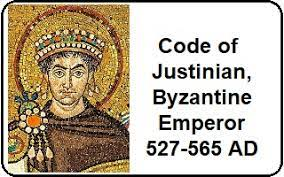 Code of
Justinian,
Byzantine
Emperor
527-565 AD